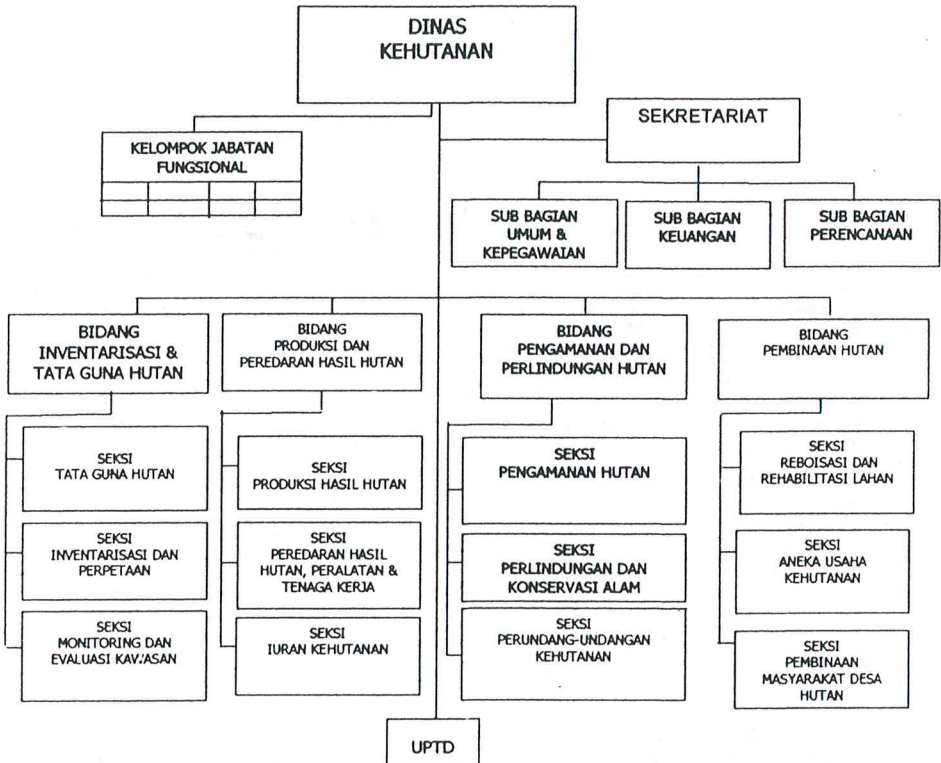 DINAS
KEHUTANAN
SEKRETARIAT
KELOMPOK JABATAN
FUNGSIONAL
SUB BAGIAN
UMUM &
KEPEGAWAIAN
SUB BAGIAN
KEUANGAN
SUB BAGIAN
PERENCANAAN
BIDANG
INVENTARISASI &
TATA GUNA HUTAN
BIDANG
PRODUKSI DAN
PEREDARAN HASIL HUTAN
BIDANG
PENGAMANAN DAN
PERLINDUNGAN HUTAN
BIDANG
PEMBINAAN HUTAN
SEKSI
TATA GUNA HUTAN
SEKSI
INVENTARISASI DAN
PERPETAAN
SEKSI
MONITORING DAN
EVALUASI KAWASAN
SEKSI
PRODUKSI HASIL HUTAN
SEKSI
PEREDARAN HASIL
HUTAN, PERALATAN &
TENAGA KERJA
SEKSI
IURAN KEHUTANAN
SEKSI
PENGAMANAN HUTAN
SEKSI
PERLINDUNGAN DAN
KONSERVASI ALAM
SEKSI
PERUNDANG-UNDANGAN
KEHUTANAN
SEKSI
REBOISASI DAN
REHABILITASI LAHAN
SEKSI
ANEKA USAHA
KEHUTANAN
SEKSI
PEMBINAAN
MASYARAKAT DESA
HUTAN
UPTD